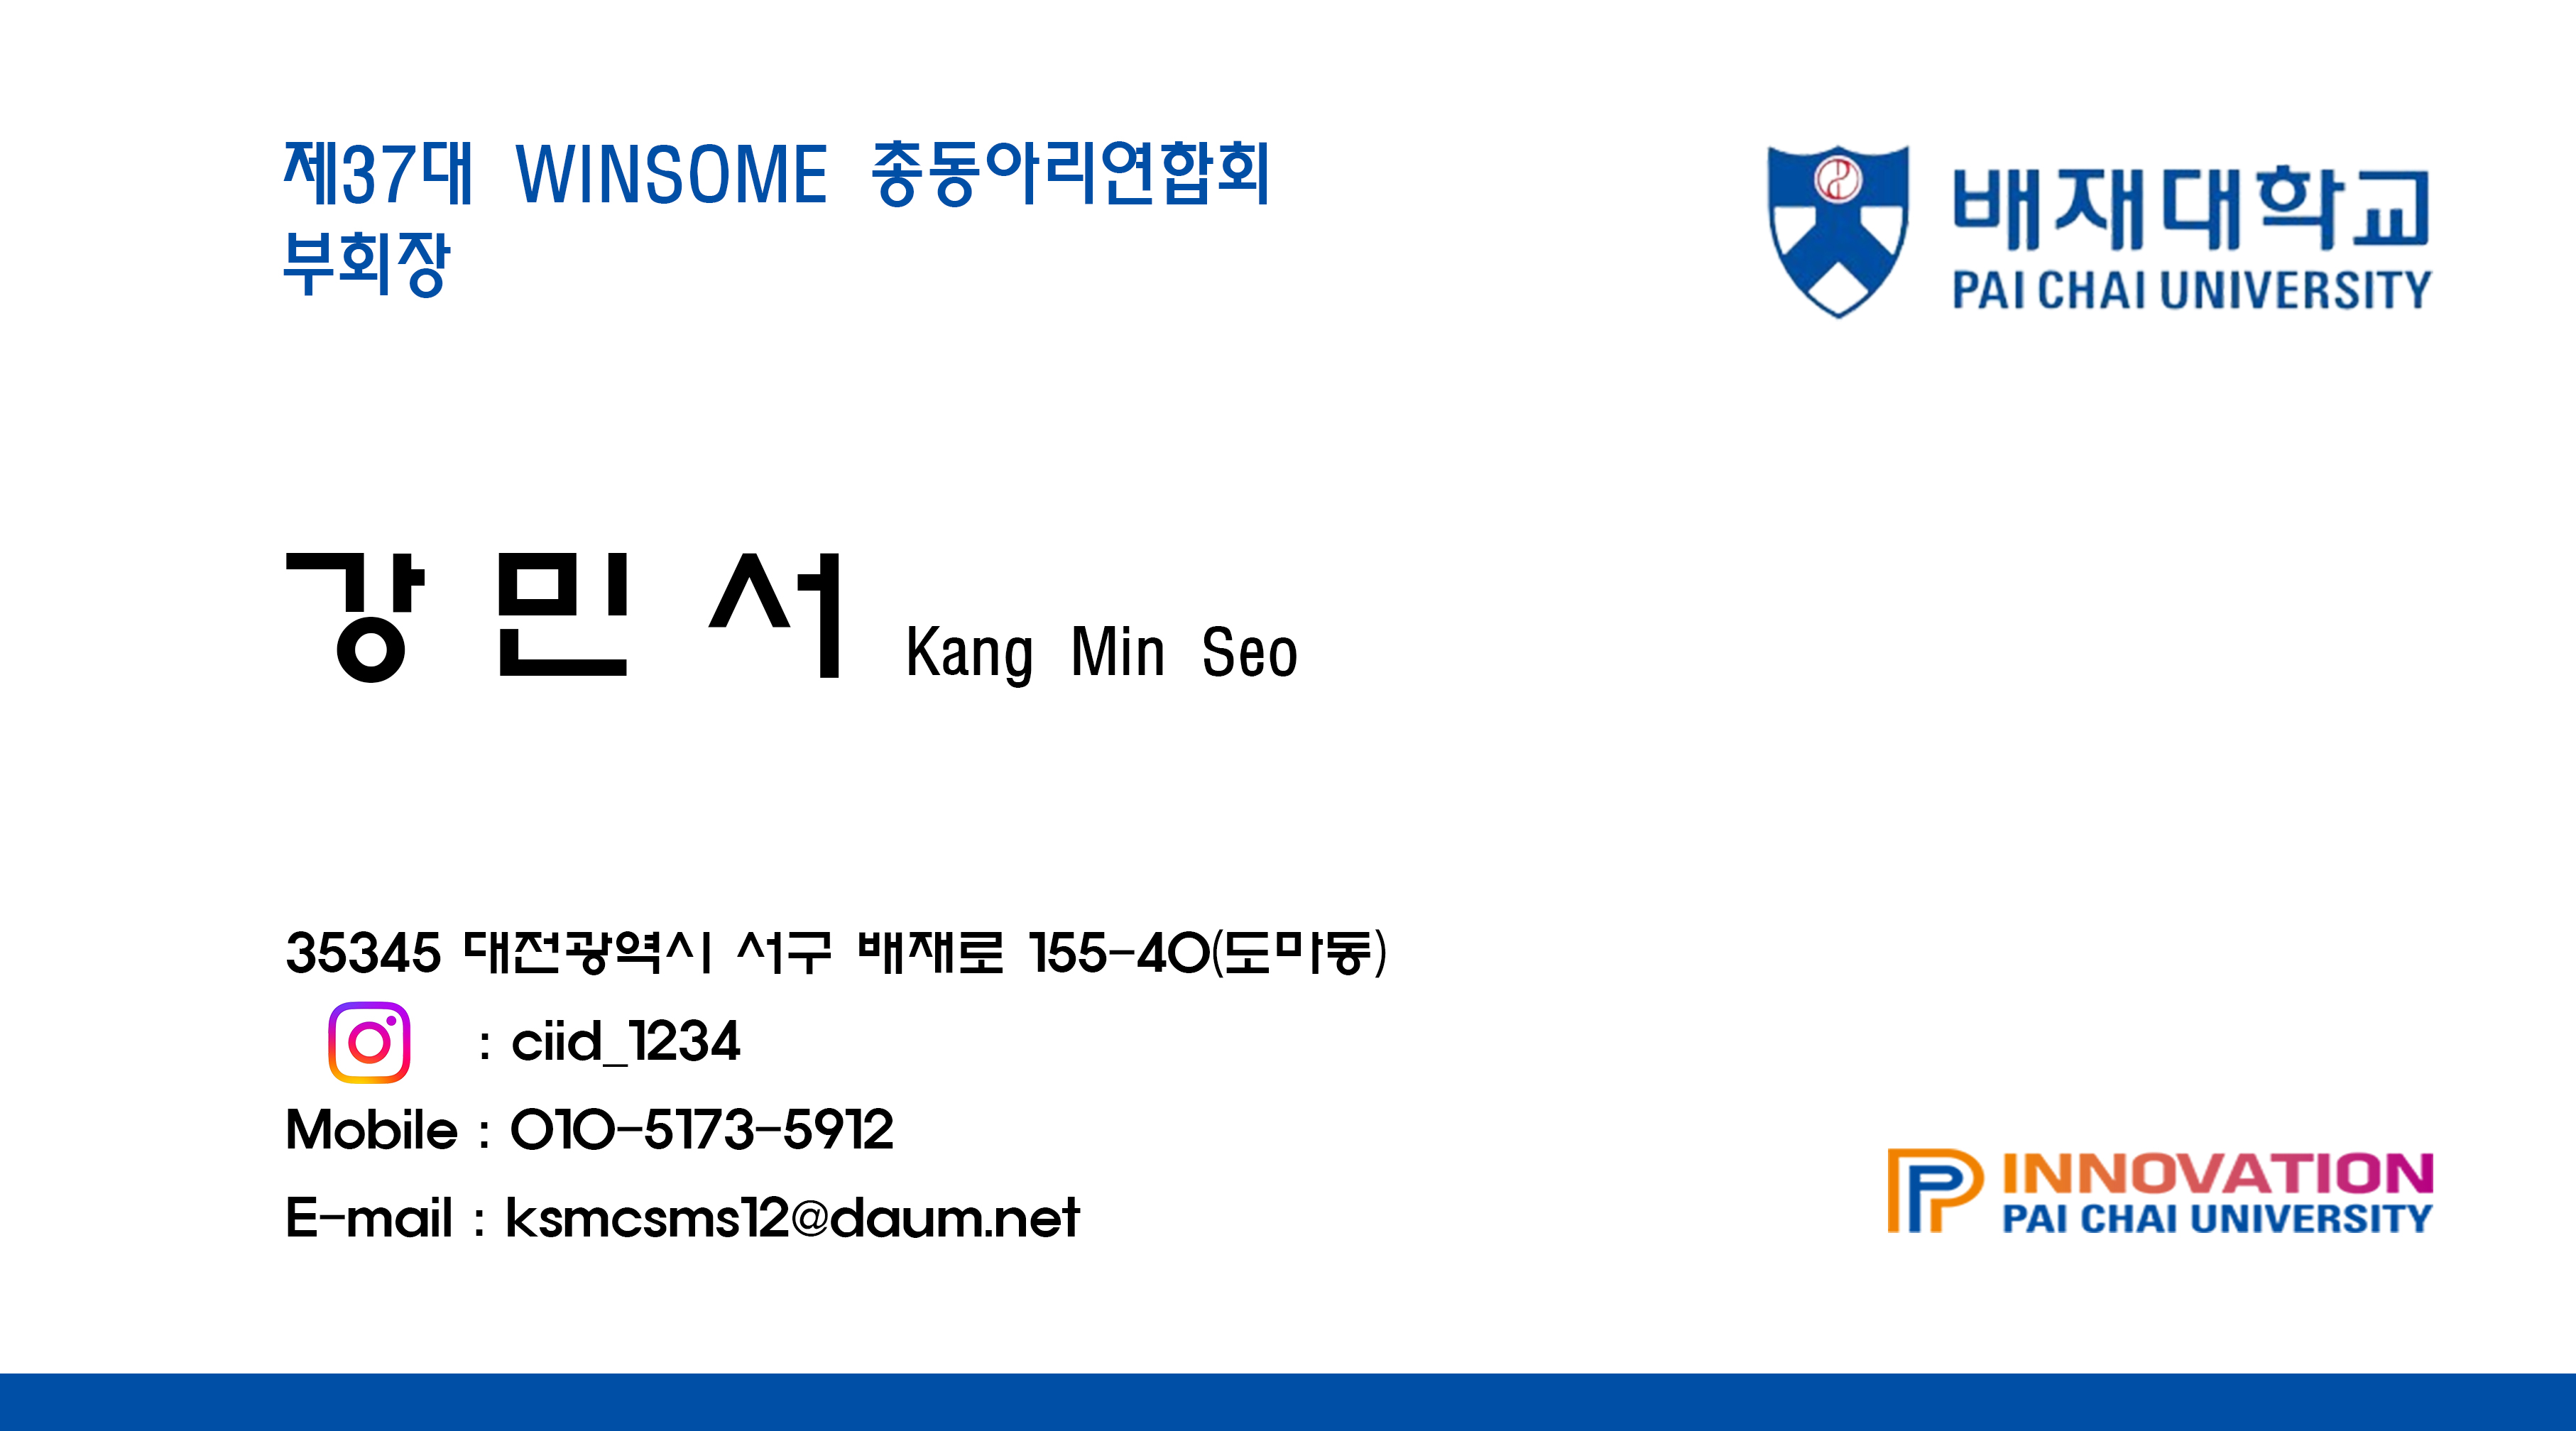 제37대 WINSOME 총동아리연합회
부회장
배재대학교
PAI CHAI UNIVERSITY
강 민 서 Kang Min Seo
35345 대전광역시 서구 배재로 155-40(도마동)
: ciid_1234
Mobile : 010-5173-5912
E-mail : ksmcsms12@daum.net
INNOVATION
PAI CHAI UNIVERSITY